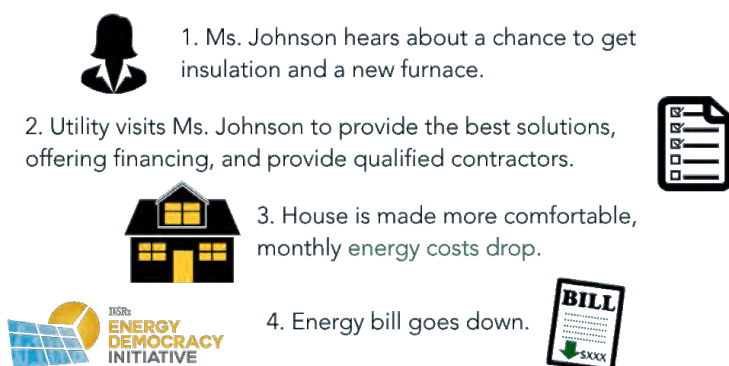 1. Ms. Johnson hears about a chance to get
insulation and a new furnace.
2. Utility visits Ms. Johnson to provide the best solutions,
offering financing, and provide qualified contractors.
3. House is made more comfortable,
monthly energy costs drop.
ILSR's
ENERGY
DEMOCRACY
INITIATIVE
4. Energy bill goes down.
BILL
$XXX